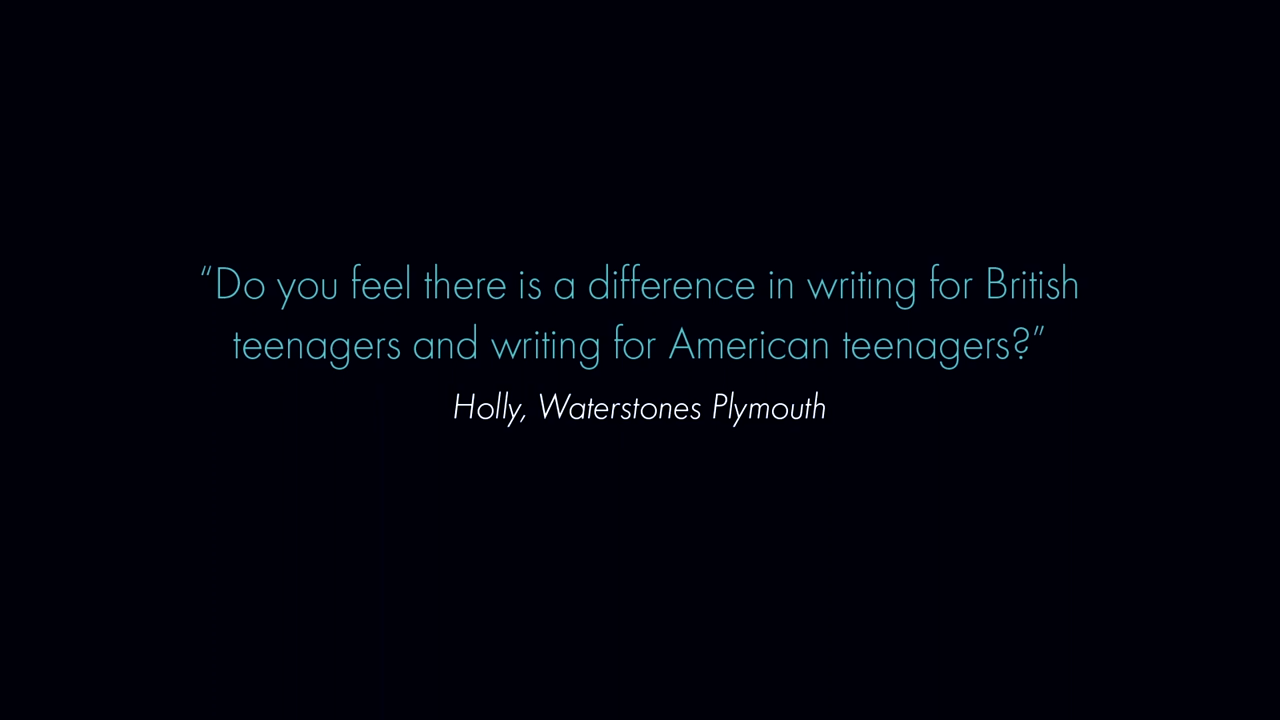 “Do you feel there is a difference in writing for British
teenagers and writing for American teenagers?”
Holly, Waterstones Plymouth